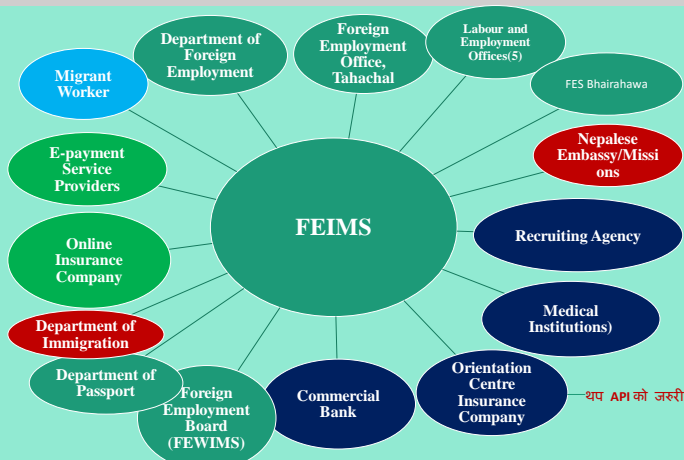 Department of
Foreign
Employment
Foreign
Employment
Office,
Tahachal
Labour and
Employment
Offices(5)
Migrant
Worker
FES Bhairahawa
Nepalese
Embassy/Missi
ons
E-payment
Service
Providers
FEIMS
Recruiting Agency
Online
Insurance
Company
Medical
Institutions)
Department of
Immigration
Department of
Passport
Foreign
Employment
Board
(FEWIMS)
Commercial
Bank
Orientation
Centre
Insurance
Company
थप API को जरुरी